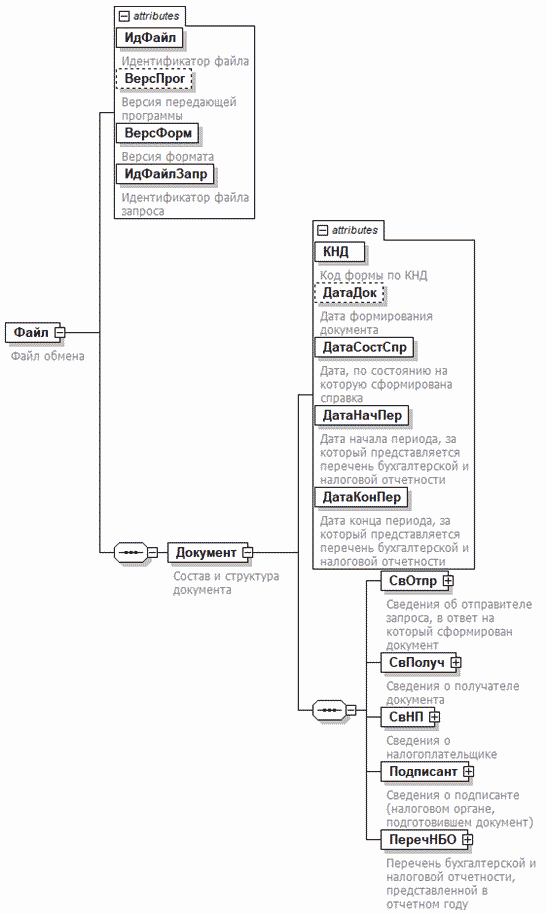 attributes
ИдФайл
Идентификатор файла
ВерсПрог
Версия передающей
программы
ВерсФорм
Версия формата
ИдФайлЗапр
Идентификатор файла
запроса
Файл
Файл обмена
Документ
Состав и структура
документа
attributes
КНД
Код формы по КНД
ДатаДок
Дата формирования
документа
ДатаСостСпр
Дата, по состоянию на
которую сформирована
справка
ДатаНачПер
Дата начала периода, за
который представляется
перечень бухгалтерской и
налоговой отчетности
ДатаКонПер
Дата конца периода, за
который представляется
перечень бухгалтерской и
налоговой отчетности
СвОтпр
Сведения об отправителе
запроса, в ответ на
который сформирован
документ
СвПолуч
Сведения о получателе
документа
СвНП
Сведения о
налогоплательщике
Подписант
Сведения о подписанте
(налоговом органе,
подготовившем документ)
ПеречНБО
Перечень бухгалтерской и
налоговой отчетности,
представленной в
отчетном году